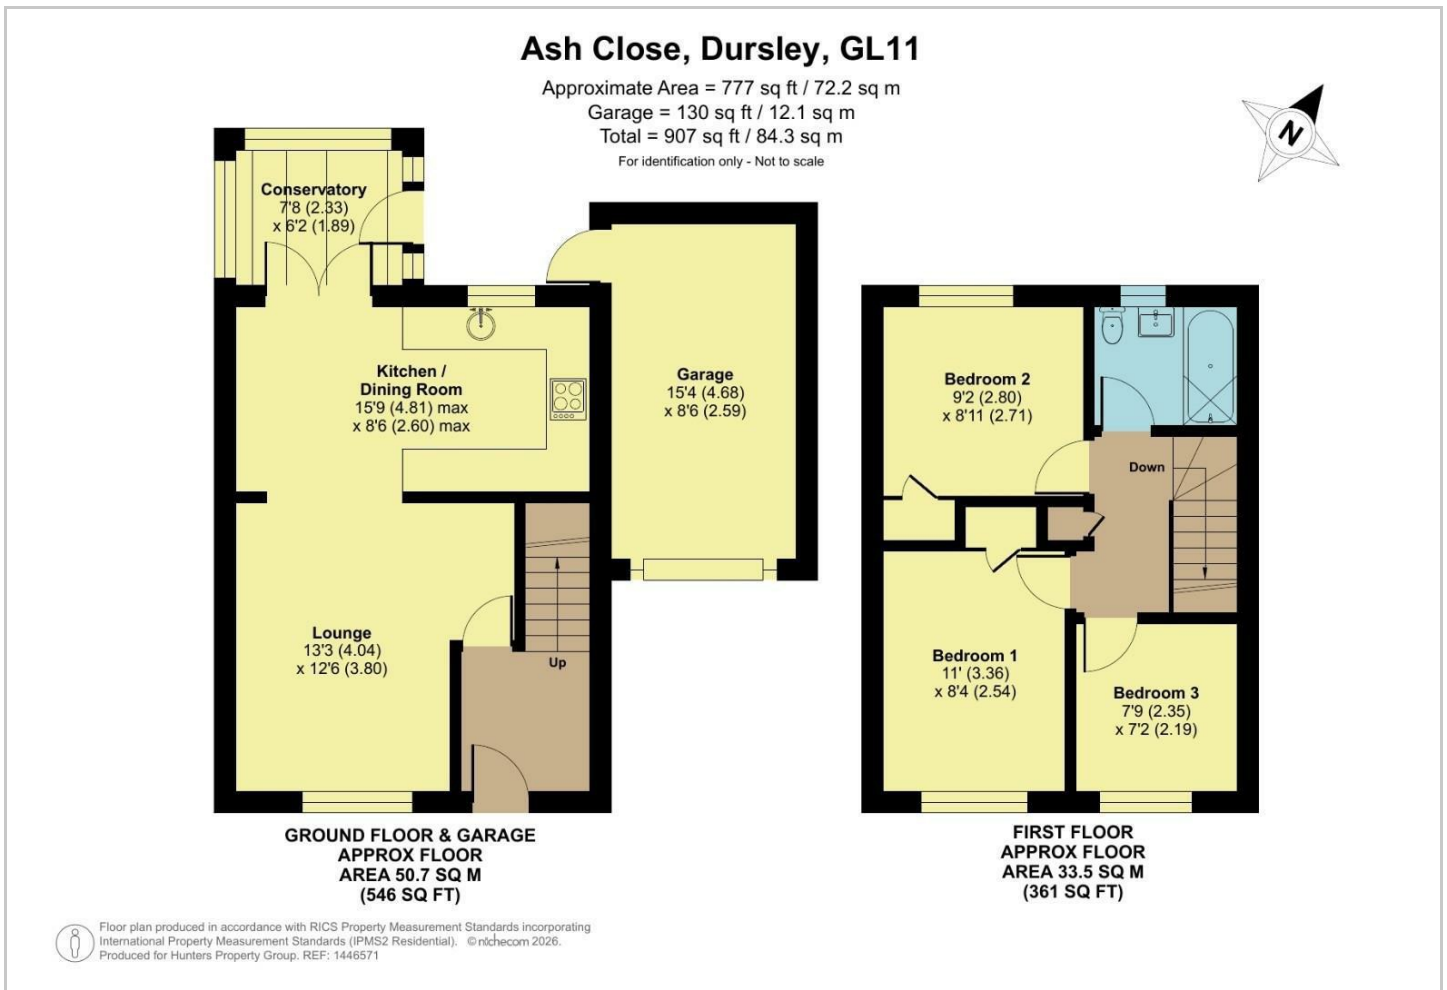 Ash Close, Dursley, GL11
Approximate Area = 777 sq ft / 72.2 sq m
Garage = 130 sq ft / 12.1 sq m
Total = 907 sq ft / 84.3 sq m
For identification only - Not to scale
N
Conservatory
7'8 (2.33)
x 6'2 (1.89)
Kitchen /
Dining Room
15'9 (4.81) max
x 8'6 (2.60) max
Garage
15'4 (4.68)
x 8'6 (2.59)
Lounge
13'3 (4.04)
x 12'6 (3.80)
Up
Bedroom 2
9'2 (2.80)
x 8'11 (2.71)
Down
Bedroom 1
11' (3.36)
x 8'4 (2.54)
Bedroom 3
7'9 (2.35)
x 7'2 (2.19)
GROUND FLOOR & GARAGE
APPROX FLOOR
AREA 50.7 SQ M
(546 SQ FT)
FIRST FLOOR
APPROX FLOOR
AREA 33.5 SQ M
(361 SQ FT)
Floor plan produced in accordance with RICS Property Measurement Standards incorporating
International Property Measurement Standards (IPMS2 Residential). © nichecom 2026.
Produced for Hunters Property Group. REF: 1446571